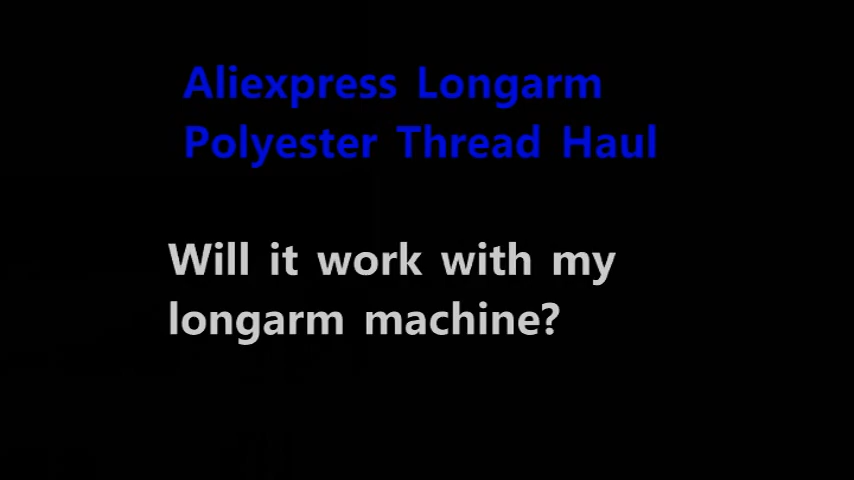 Aliexpress Longarm
Polyester Thread Haul
Will it work with my
longarm machine?